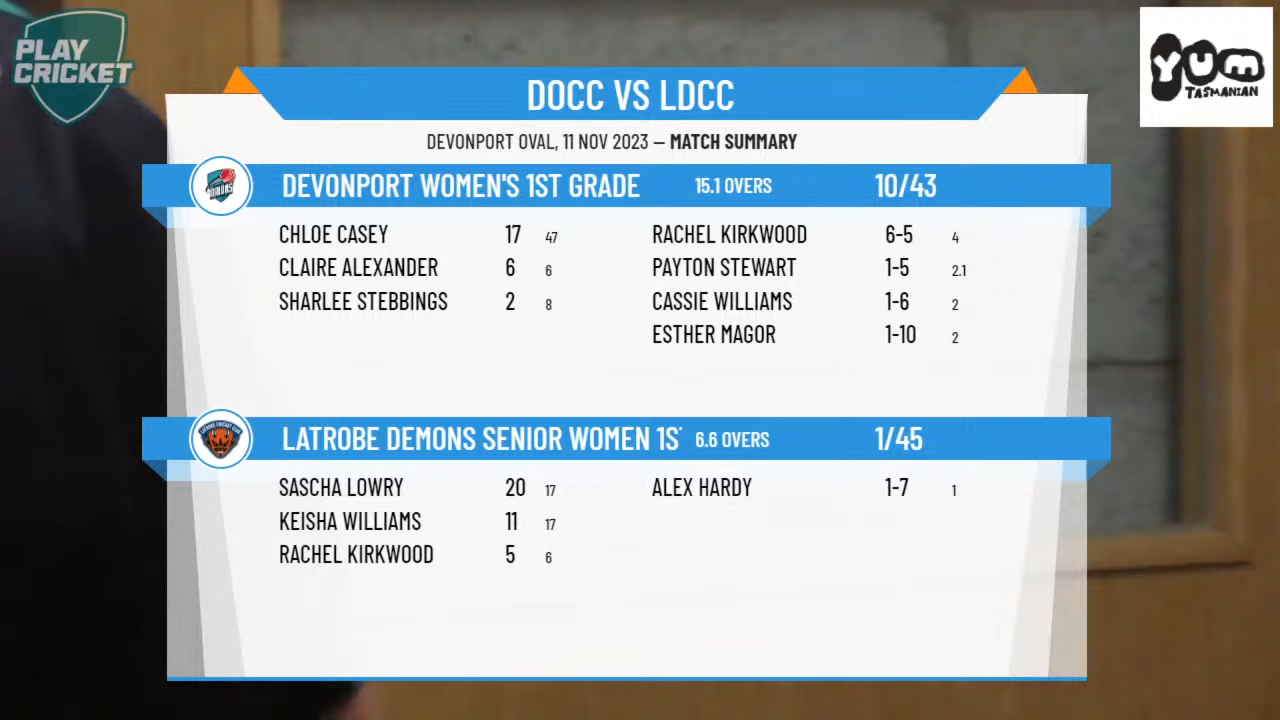 PLAY
CRICKET
YUM
TASMANIAN
DOCC VS LDCC
DEVONPORT OVAL, 11 NOV 2023 – MATCH SUMMARY
DEVONPORT WOMEN'S 1ST GRADE 15.1 OVERS 10/43
CHLOE CASEY 17 47 RACHEL KIRKWOOD 6-5 4
CLAIRE ALEXANDER 6 6 PAYTON STEWART 1-5 2.1
SHARLEE STEBBINGS 2 8 CASSIE WILLIAMS 1-6 2
ESTHER MAGOR 1-10 2
LATROBE DEMONS SENIOR WOMEN 1S 6.6 OVERS 1/45
SASCHA LOWRY 20 17 ALEX HARDY 1-7 1
KEISHA WILLIAMS 11 17
RACHEL KIRKWOOD 5 6